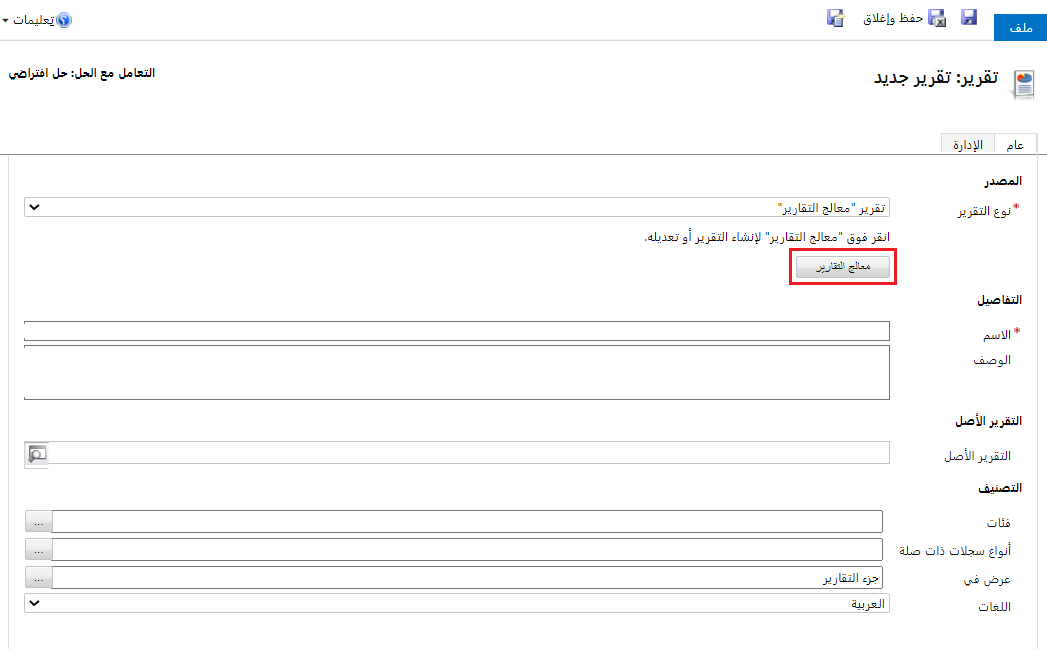 ملف
حفظ وإغلاق
تعليمات
تقرير: تقرير جديد
التعامل مع الحل: حل افتراضي
عام
الإدارة
المصدر
*نوع التقرير
تقرير "معالج التقارير"
انقر فوق "معالج التقارير" لإنشاء التقرير أو تعديله.
معالج التقارير
التفاصيل
*الاسم
الوصف
التقرير الأصل
التقرير الأصل
التصنيف
فئات
...
أنواع سجلات ذات صلة
...
عرض في
جزء التقارير
...
اللغات
العربية